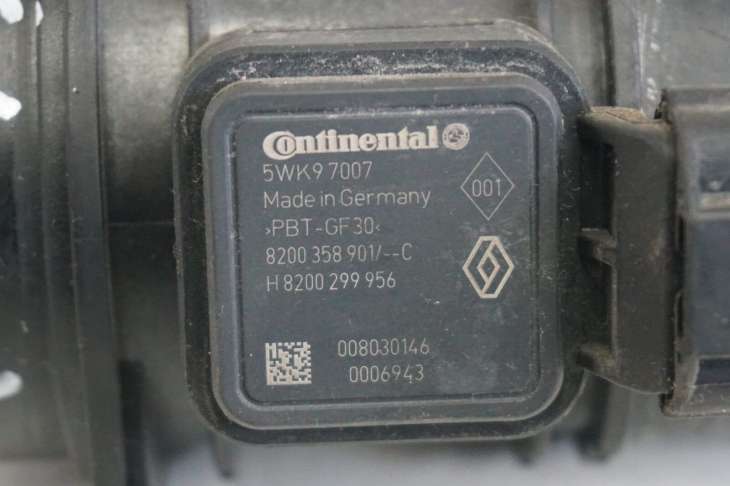 Continental
5WK9 7007
Made in Germany
001
>PBT-GF30<
8200 358 901/--C
H 8200 299 956
008030146
0006943